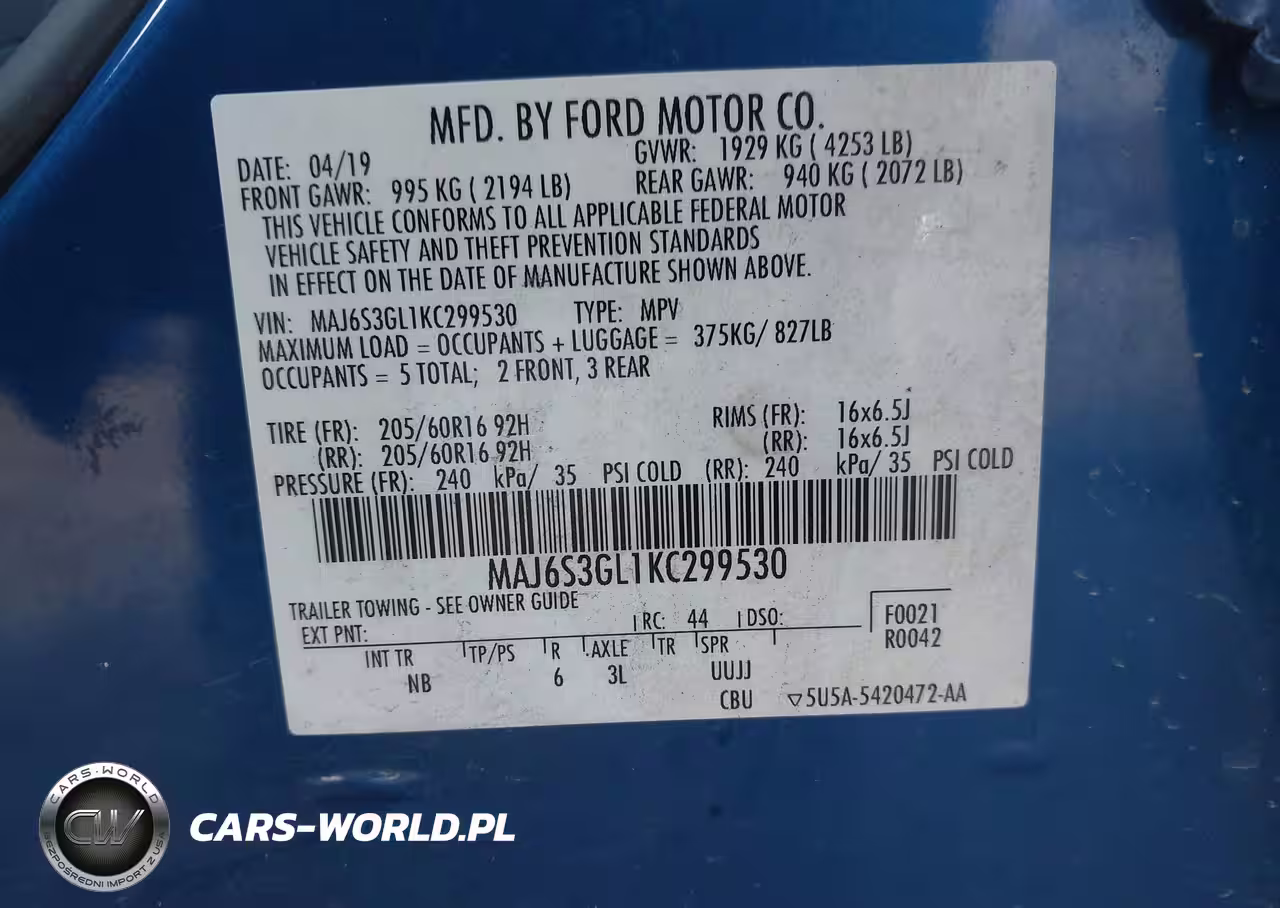 MFD. BY FORD MOTOR CO.
DATE: 04/19 GVWR: 1929 KG ( 4253 LB)
FRONT GAWR: 995 KG ( 2194 LB) REAR GAWR: 940 KG ( 2072 LB)
THIS VEHICLE CONFORMS TO ALL APPLICABLE FEDERAL MOTOR
VEHICLE SAFETY AND THEFT PREVENTION STANDARDS
IN EFFECT ON THE DATE OF MANUFACTURE SHOWN ABOVE.
VIN: MAJ6S3GL1KC299530 TYPE: MPV
MAXIMUM LOAD = OCCUPANTS + LUGGAGE = 375KG/ 827LB
OCCUPANTS = 5 TOTAL; 2 FRONT, 3 REAR
TIRE (FR): 205/60R16 92H RIMS (FR): 16x6.5J
(RR): 205/60R16 92H (RR): 16x6.5J
PRESSURE (FR): 240 kPa/ 35 PSI COLD (RR): 240 kPa/ 35 PSI COLD
MAJ6S3GL1KC299530
TRAILER TOWING - SEE OWNER GUIDE
EXT PNT: RC: 44 DSO: F0021
R0042
INT TR TP/PS R AXLE TR SPR
NB 6 3L UUJJ
CBU ▽5U5A-5420472-AA
CARS-WORLD
CW
BEZPOŚREDNI IMPORT Z USA
CARS-WORLD.PL